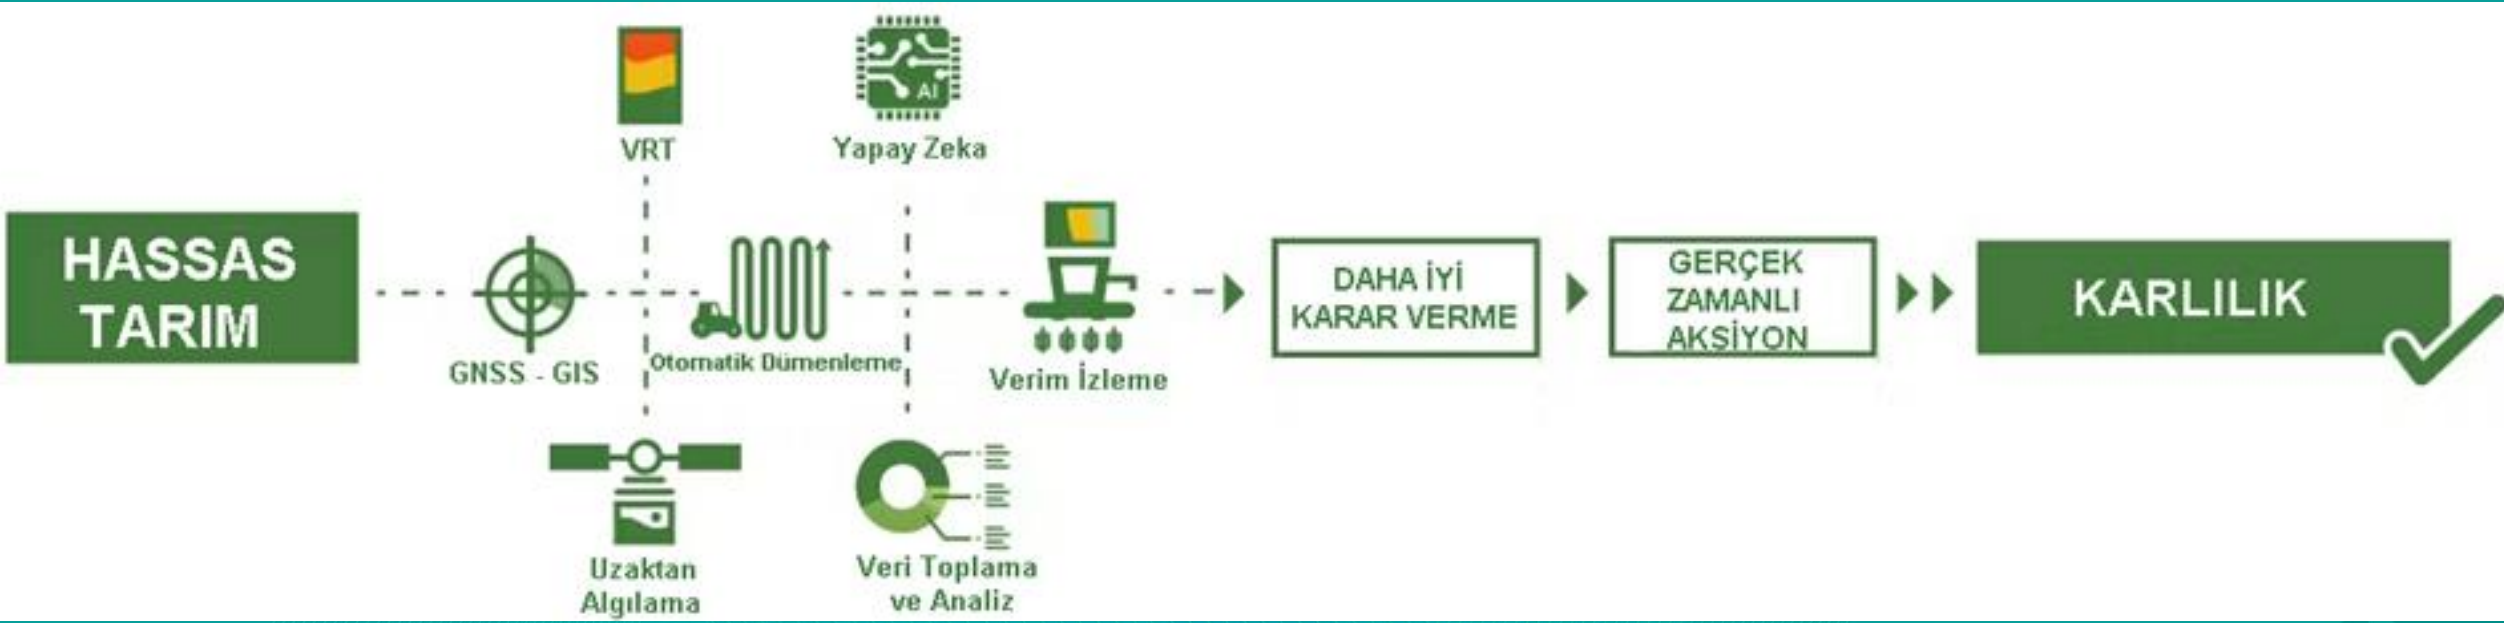 HASSAS
TARIM
GNSS - GIS
VRT
Uzaktan
Algılama
Otomatik Dümenleme
Yapay Zeka
AI
Veri Toplama
ve Analiz
Verim İzleme
DAHA İYİ
KARAR VERME
GERÇEK
ZAMANLI
AKSİYON
KARLILIK